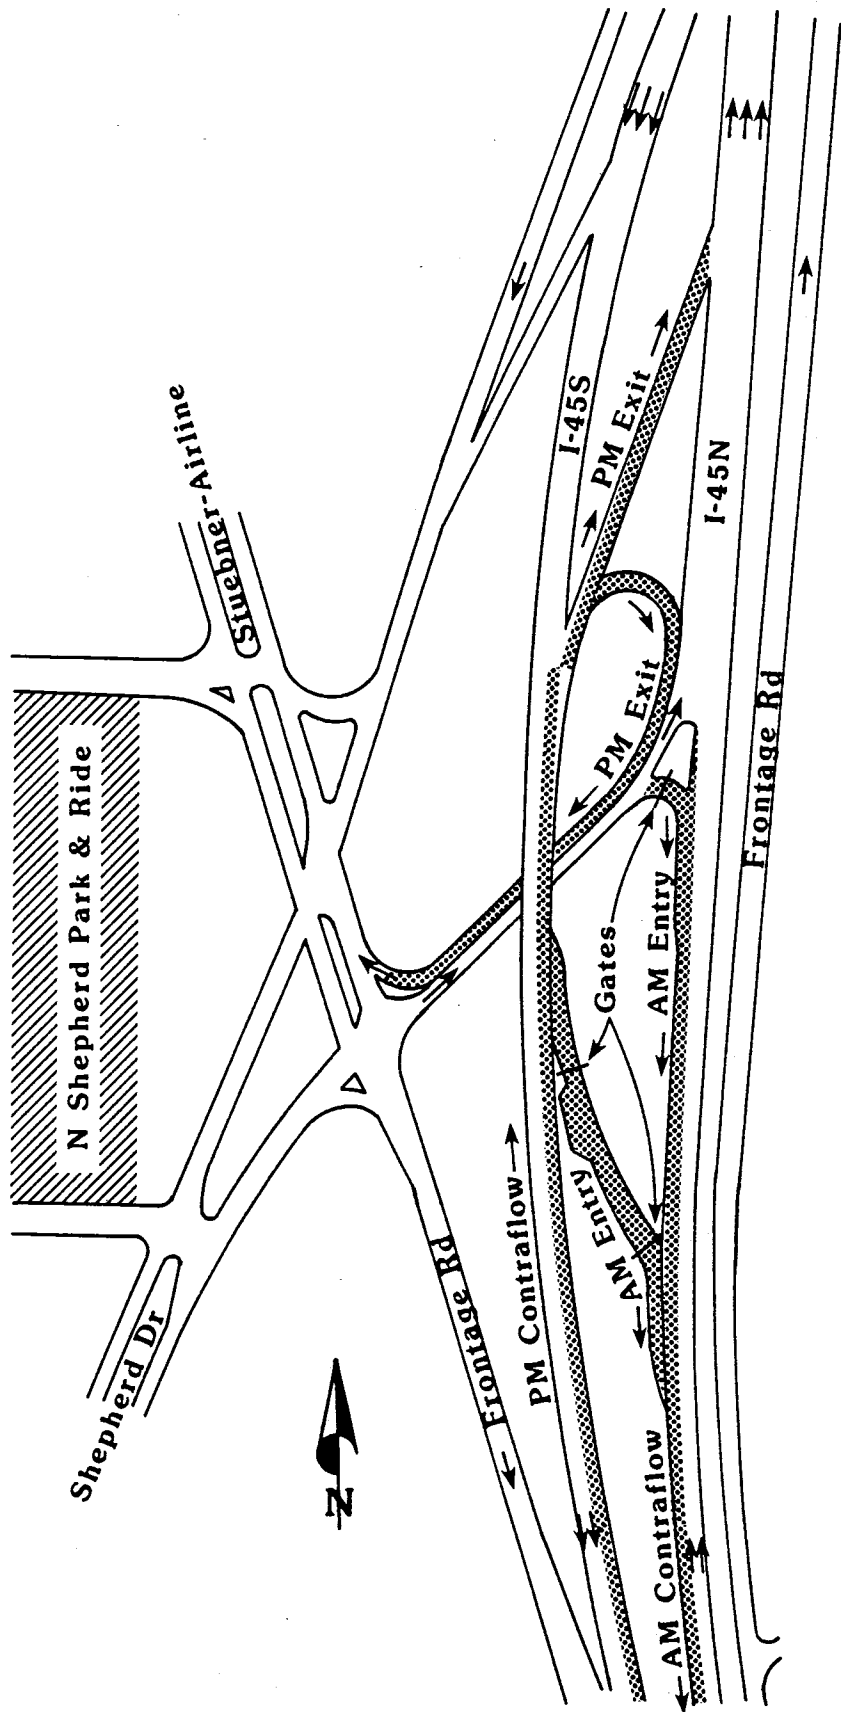 Stuebner-Airline
N Shepherd Park & Ride
Shepherd Dr
N
I-45S
PM Exit
I-45N
PM Exit
Frontage Rd
Gates
AM Entry
AM Entry
PM Contraflow
Frontage Rd
AM Contraflow